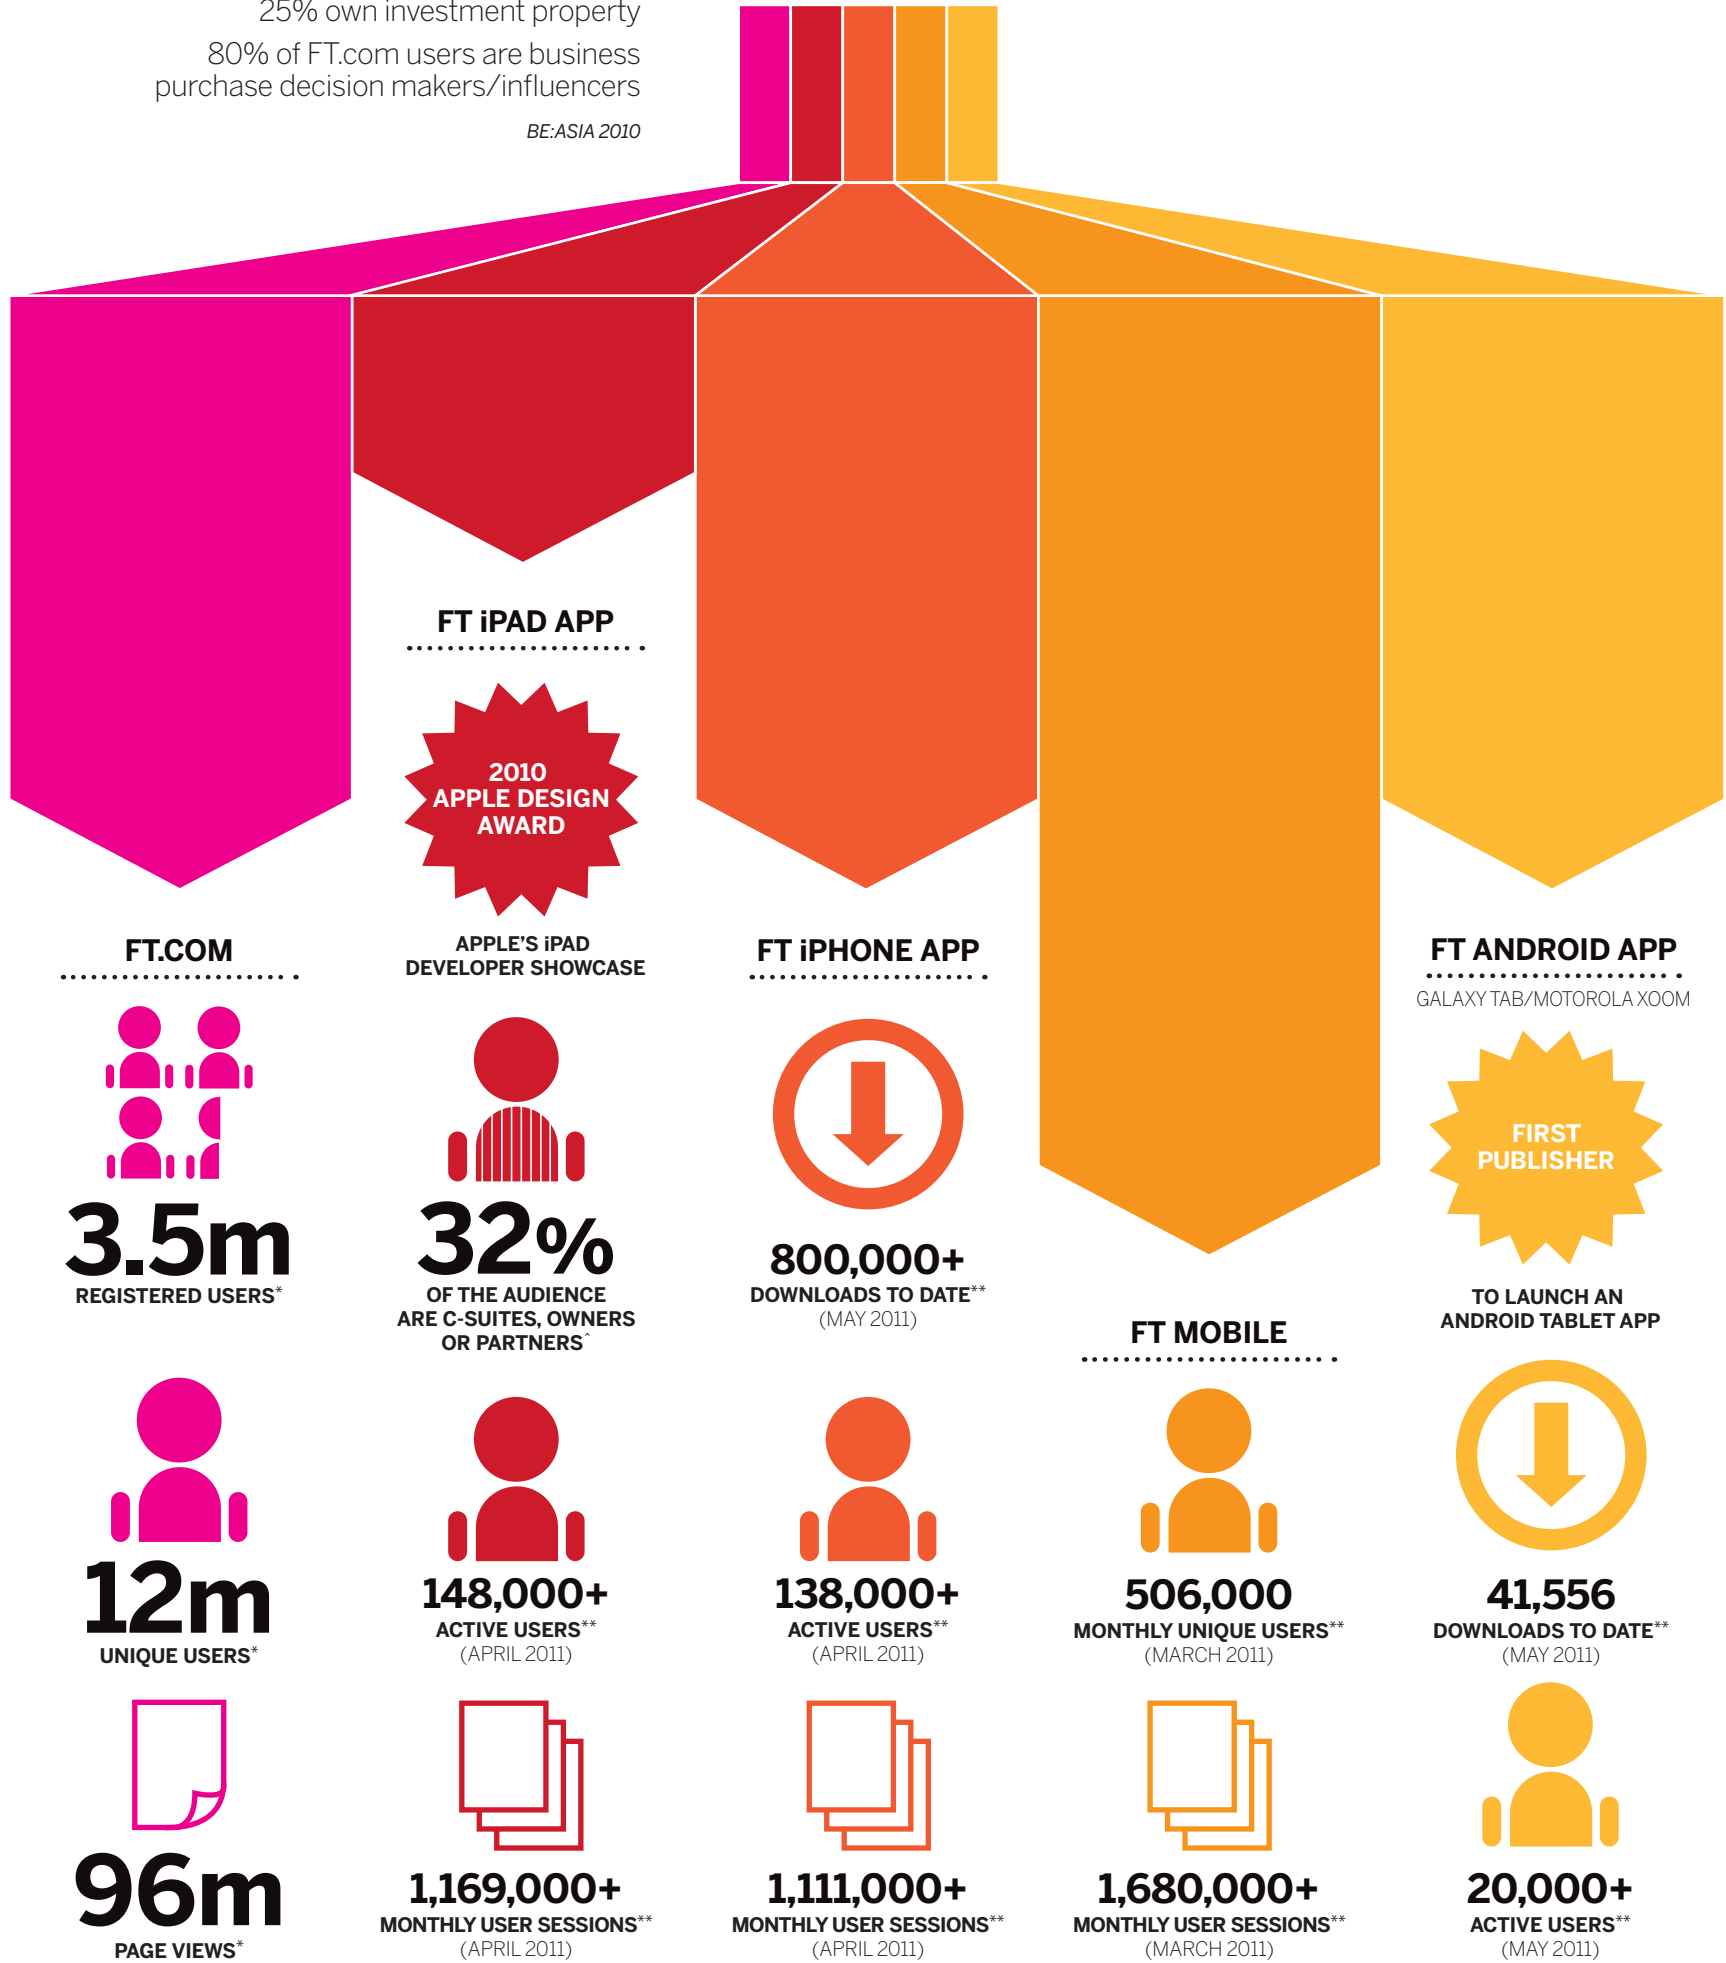 25% own investment property
80% of FT.com users are business
purchase decision makers/influencers
BE:ASIA 2010
FT.COM
3.5m
REGISTERED USERS*
12m
UNIQUE USERS*
96m
PAGE VIEWS*
FT iPAD APP
2010
APPLE DESIGN
AWARD
APPLE'S iPAD
DEVELOPER SHOWCASE
32%
OF THE AUDIENCE
ARE C-SUITES, OWNERS
OR PARTNERS^
148,000+
ACTIVE USERS**
(APRIL 2011)
1,169,000+
MONTHLY USER SESSIONS**
(APRIL 2011)
FT iPHONE APP
800,000+
DOWNLOADS TO DATE**
(MAY 2011)
138,000+
ACTIVE USERS**
(APRIL 2011)
1,111,000+
MONTHLY USER SESSIONS**
(APRIL 2011)
FT MOBILE
506,000
MONTHLY UNIQUE USERS**
(MARCH 2011)
1,680,000+
MONTHLY USER SESSIONS**
(MARCH 2011)
FT ANDROID APP
GALAXY TAB/MOTOROLA XOOM
FIRST
PUBLISHER
TO LAUNCH AN
ANDROID TABLET APP
41,556
DOWNLOADS TO DATE**
(MAY 2011)
20,000+
ACTIVE USERS**
(MAY 2011)